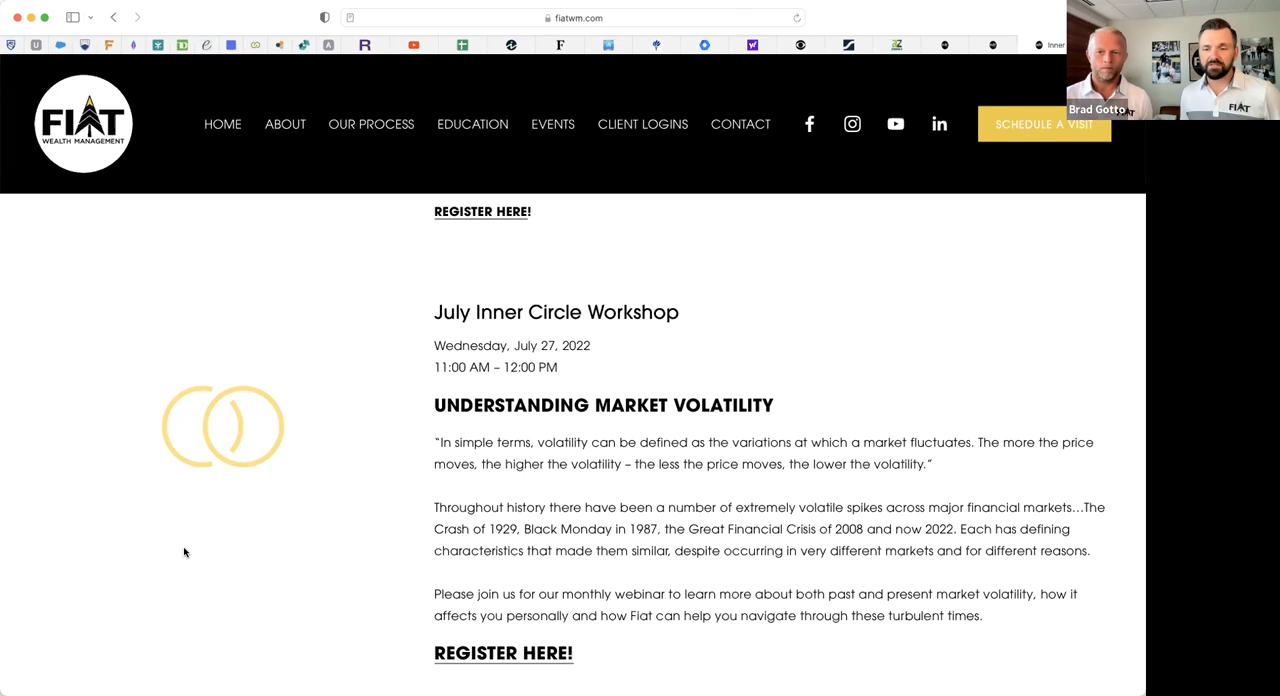 fiatwm.com
Inner
FIAT
WEALTH MANAGEMENT
HOME
ABOUT
OUR PROCESS
EDUCATION
EVENTS
CLIENT LOGINS
CONTACT
SCHEDULE A VISIT
Brad Gotto
FIAT
REGISTER HERE!
July Inner Circle Workshop
Wednesday, July 27, 2022
11:00 AM – 12:00 PM
UNDERSTANDING MARKET VOLATILITY
“In simple terms, volatility can be defined as the variations at which a market fluctuates. The more the price
moves, the higher the volatility – the less the price moves, the lower the volatility.”
Throughout history there have been a number of extremely volatile spikes across major financial markets…The
Crash of 1929, Black Monday in 1987, the Great Financial Crisis of 2008 and now 2022. Each has defining
characteristics that made them similar, despite occurring in very different markets and for different reasons.
Please join us for our monthly webinar to learn more about both past and present market volatility, how it
affects you personally and how Fiat can help you navigate through these turbulent times.
REGISTER HERE!